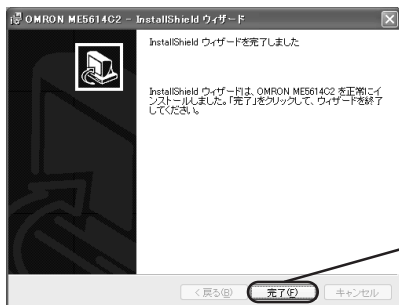 OMRON ME5614C2 - InstallShield ウィザード
InstallShield ウィザードを完了しました
InstallShield ウィザードは、OMRON ME5614C2 を正常にイ
ンストールしました。「完了」をクリックして、ウィザードを終了
してください。
< 戻る(B)
完了(F)
キャンセル